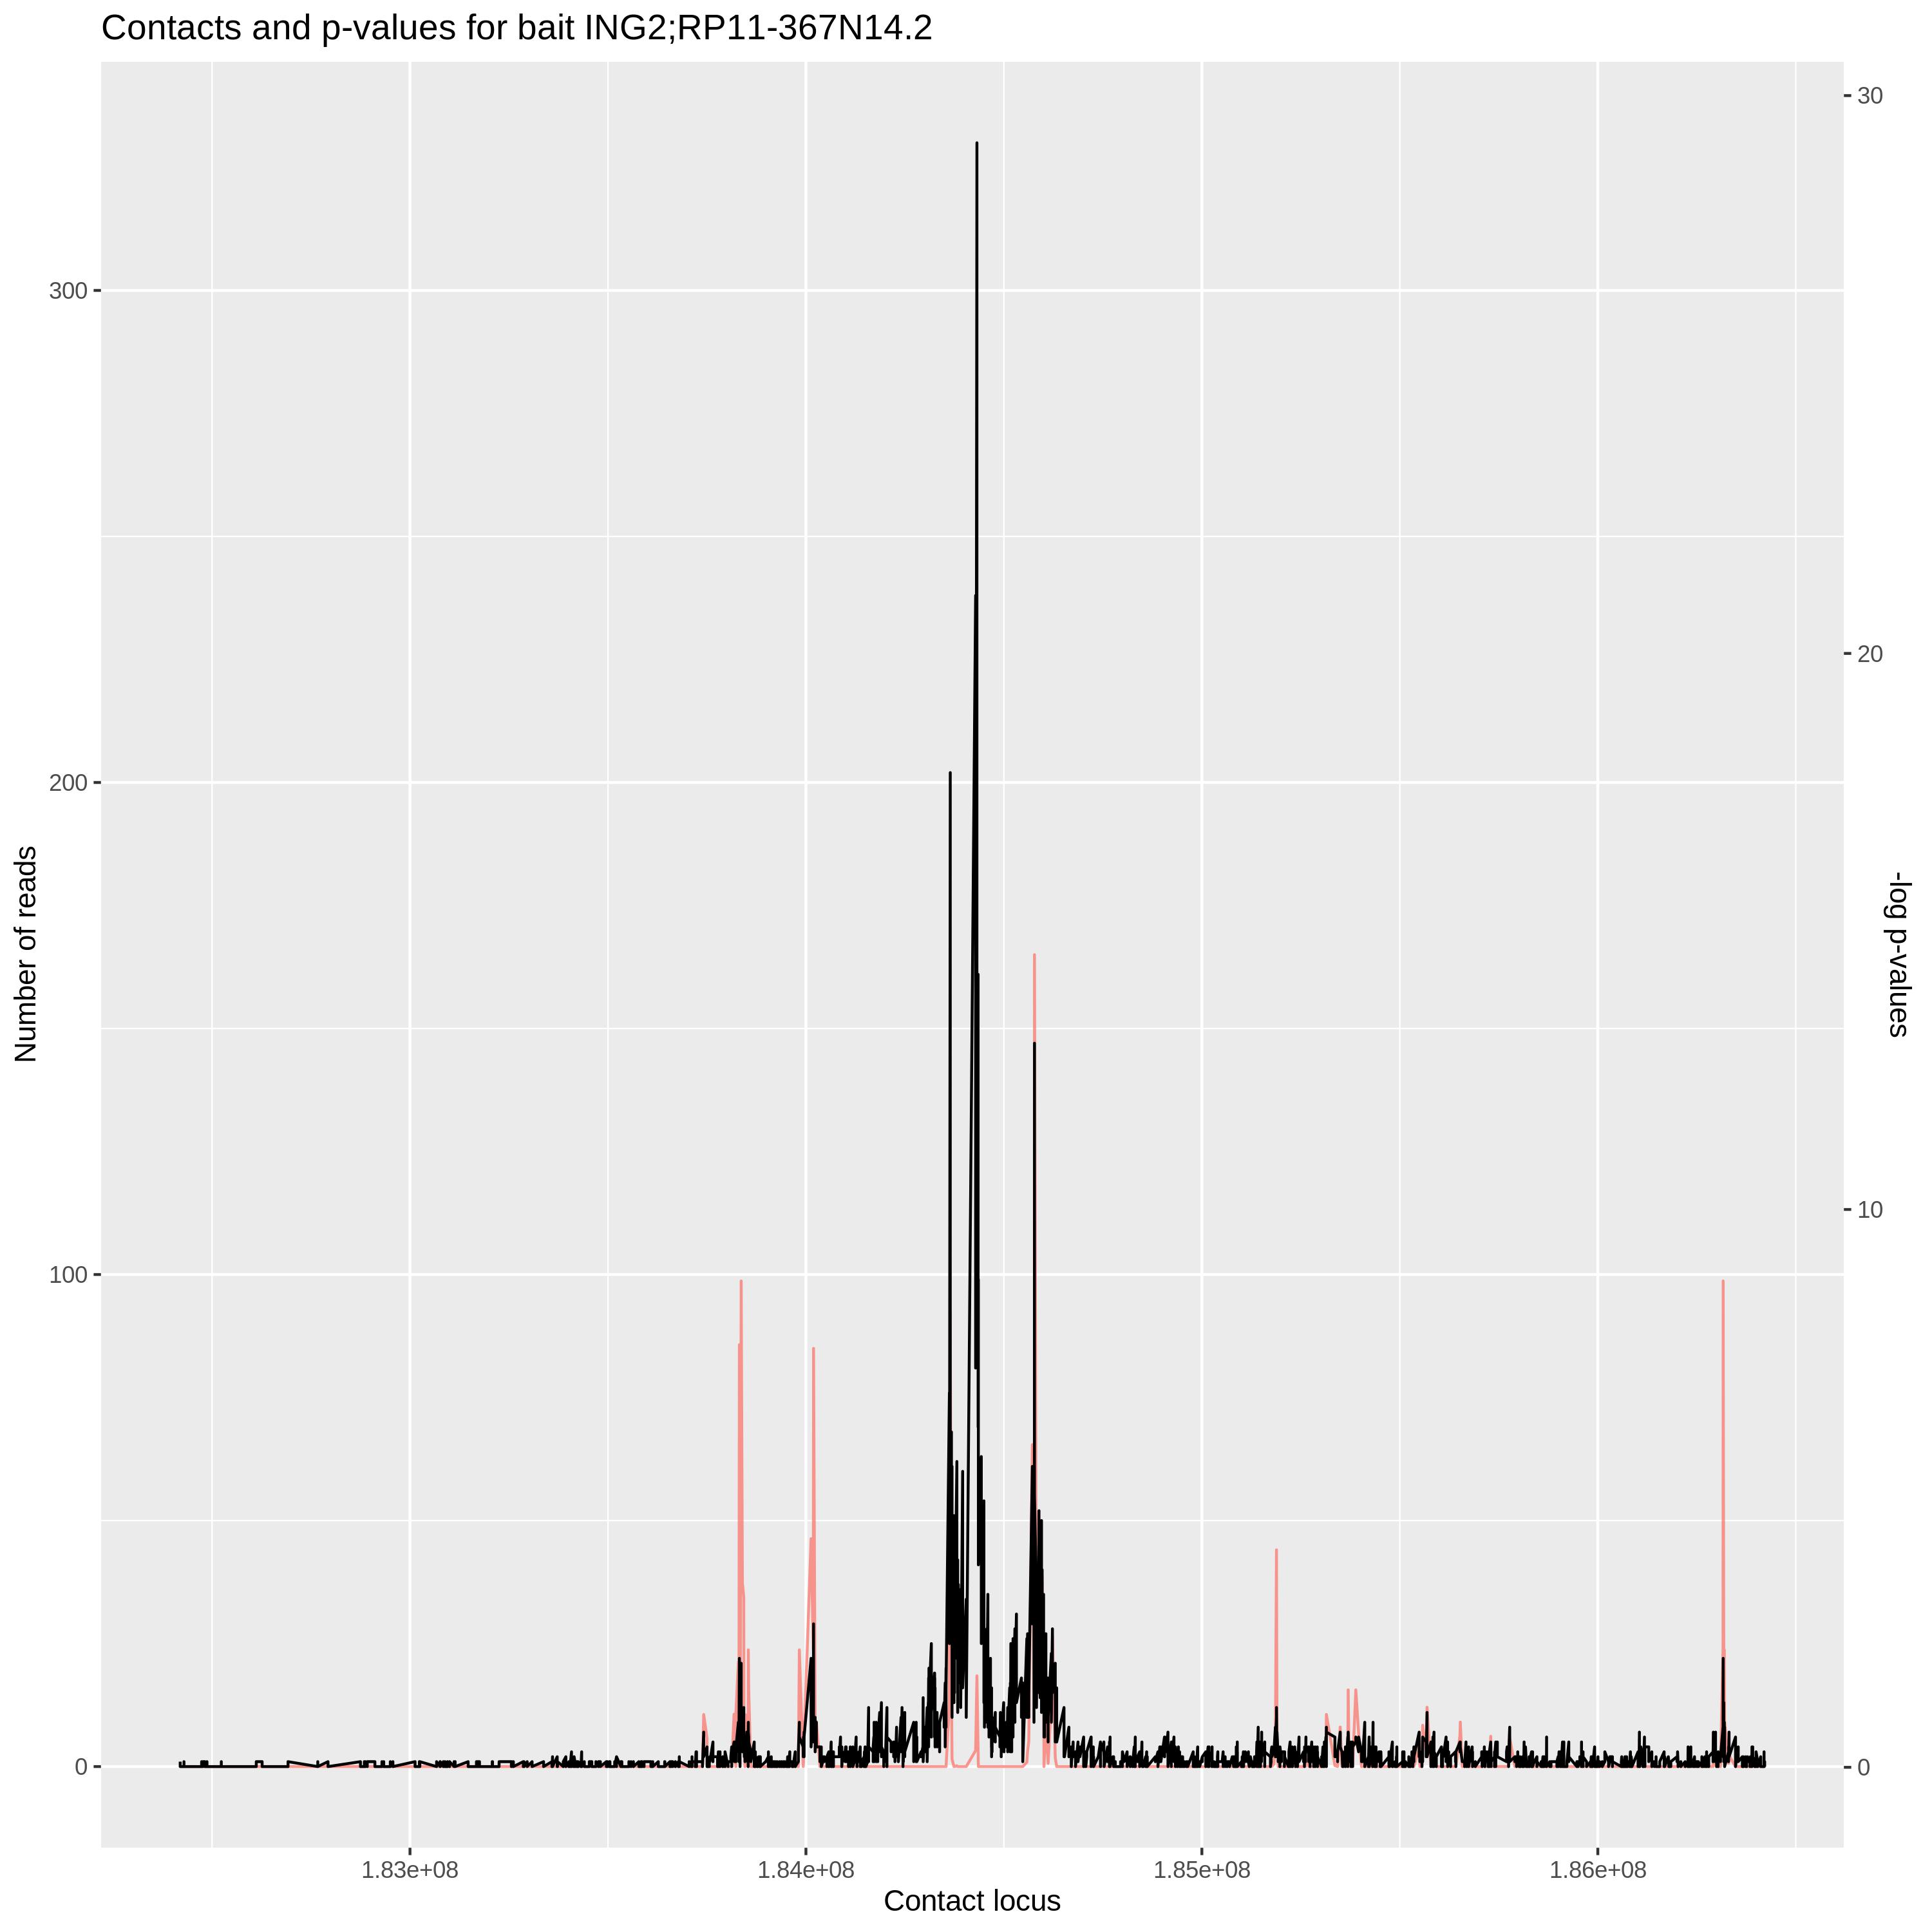 Contacts and p-values for bait ING2;RP11-367N14.2
Number of reads
300
200
100
0
30
20
10
0
-log p-values
1.83e+08
1.84e+08
1.85e+08
1.86e+08
Contact locus